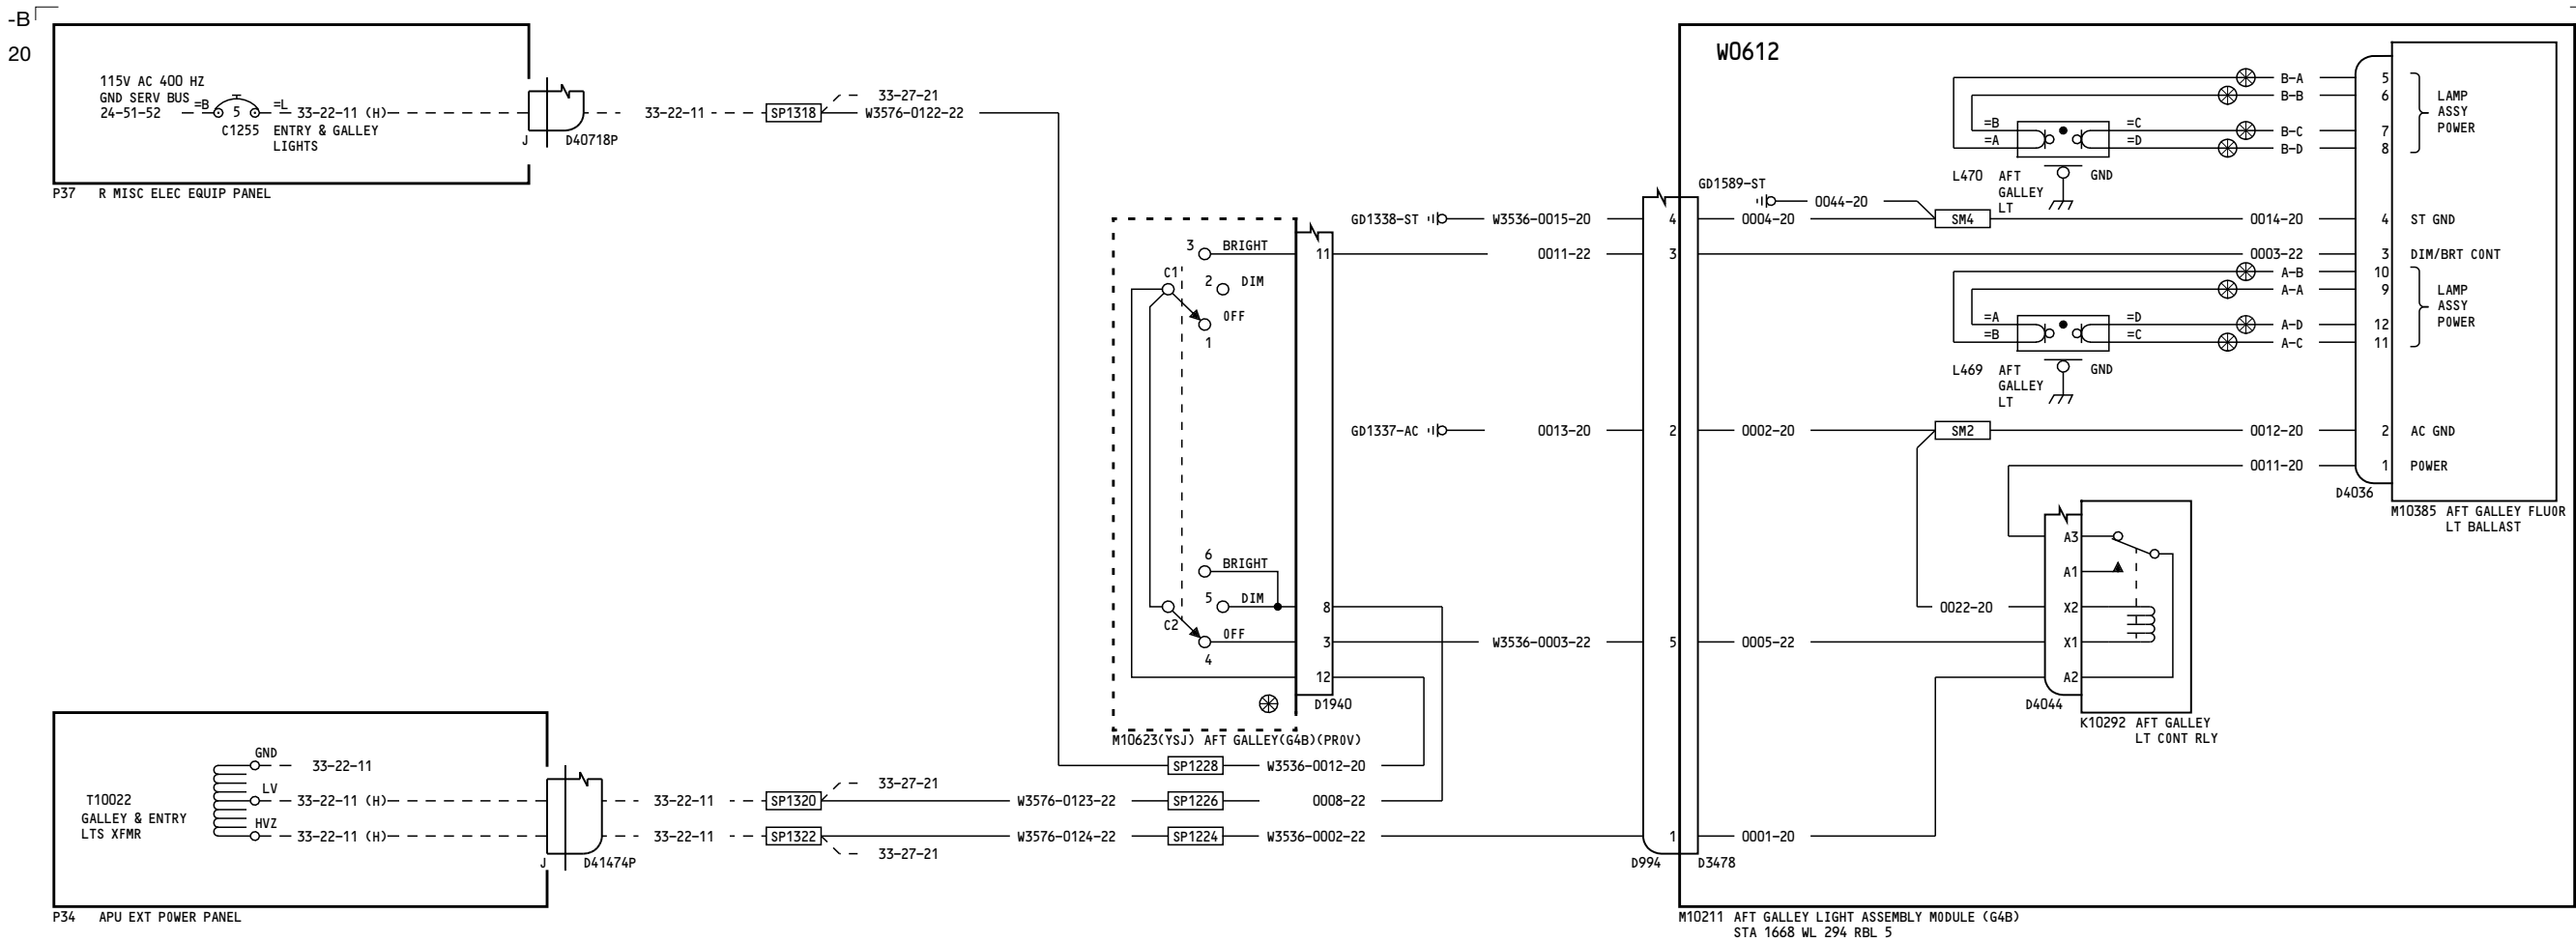 -B
20
115V AC 400 HZ
GND SERV BUS
24-51-52
=B
5
=L
33-22-11 (H)
C1255
ENTRY & GALLEY
LIGHTS
J
D40718P
P37 R MISC ELEC EQUIP PANEL
33-22-11
SP1318
33-27-21
W3576-0122-22
M10623(YSJ) AFT GALLEY(G4B)(PROV)
3
BRIGHT
C1
2
DIM
OFF
1
6
BRIGHT
5
DIM
C2
OFF
4
11
8
3
12
D1940
GD1338-ST
W3536-0015-20
0011-22
GD1337-AC
0013-20
W3536-0003-22
SP1228
W3536-0012-20
T10022
GALLEY & ENTRY
LTS XFMR
GND
33-22-11
LV
33-22-11 (H)
HVZ
33-22-11 (H)
J
D41474P
P34 APU EXT POWER PANEL
33-22-11
SP1320
33-27-21
W3576-0123-22
SP1226
0008-22
33-22-11
SP1322
33-27-21
W3576-0124-22
SP1224
W3536-0002-22
4
3
2
5
1
D994
D3478
W0612
GD1589-ST
0044-20
0004-20
SM4
0014-20
0003-22
0002-20
SM2
0012-20
0011-20
0022-20
0005-22
0001-20
=B
=A
=C
=D
B-A
B-B
B-C
B-D
L470 AFT
GALLEY
LT
GND
=A
=B
=D
=C
A-B
A-A
A-D
A-C
L469 AFT
GALLEY
LT
GND
5
6
7
8
LAMP
ASSY
POWER
4 ST GND
3 DIM/BRT CONT
10
9
12
11
LAMP
ASSY
POWER
2 AC GND
1 POWER
D4036
M10385 AFT GALLEY FLUOR
LT BALLAST
A3
A1
X2
X1
A2
D4044
K10292 AFT GALLEY
LT CONT RLY
M10211 AFT GALLEY LIGHT ASSEMBLY MODULE (G4B)
STA 1668 WL 294 RBL 5